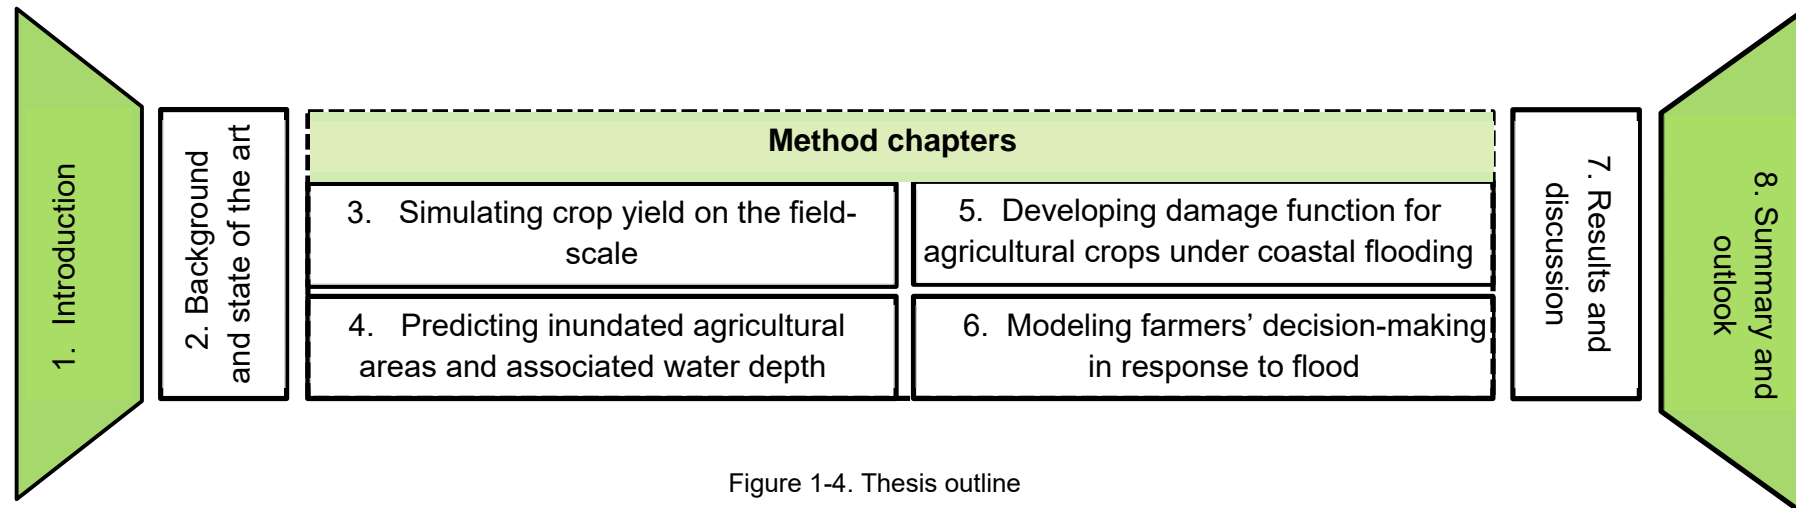 1. Introduction
2. Background
and state of the art
Method chapters
3. Simulating crop yield on the field-
scale
4. Predicting inundated agricultural
areas and associated water depth
5. Developing damage function for
agricultural crops under coastal flooding
6. Modeling farmers’ decision-making
in response to flood
7. Results and
discussion
8. Summary and
outlook
Figure 1-4. Thesis outline